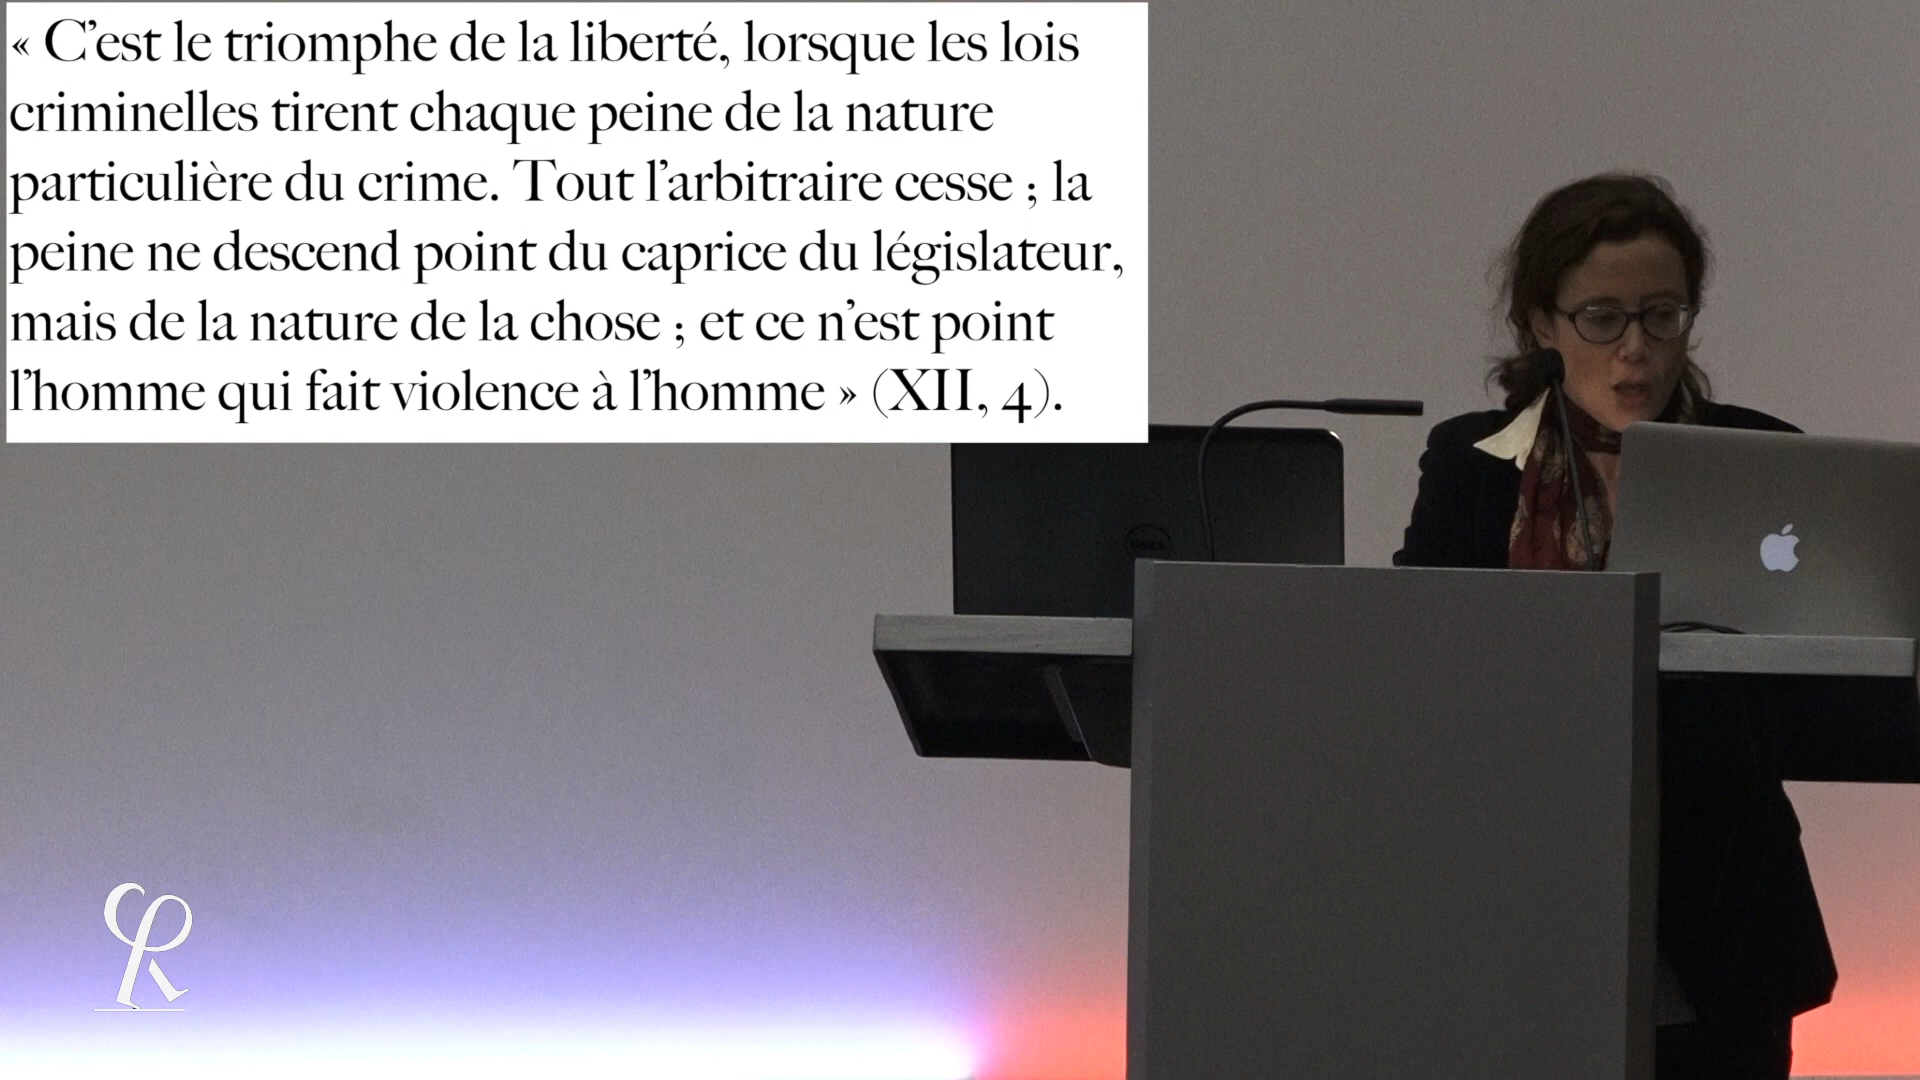 « C’est le triomphe de la liberté, lorsque les lois
criminelles tirent chaque peine de la nature
particulière du crime. Tout l’arbitraire cesse ; la
peine ne descend point du caprice du législateur,
mais de la nature de la chose ; et ce n’est point
l’homme qui fait violence à l’homme » (XII, 4).
DELL